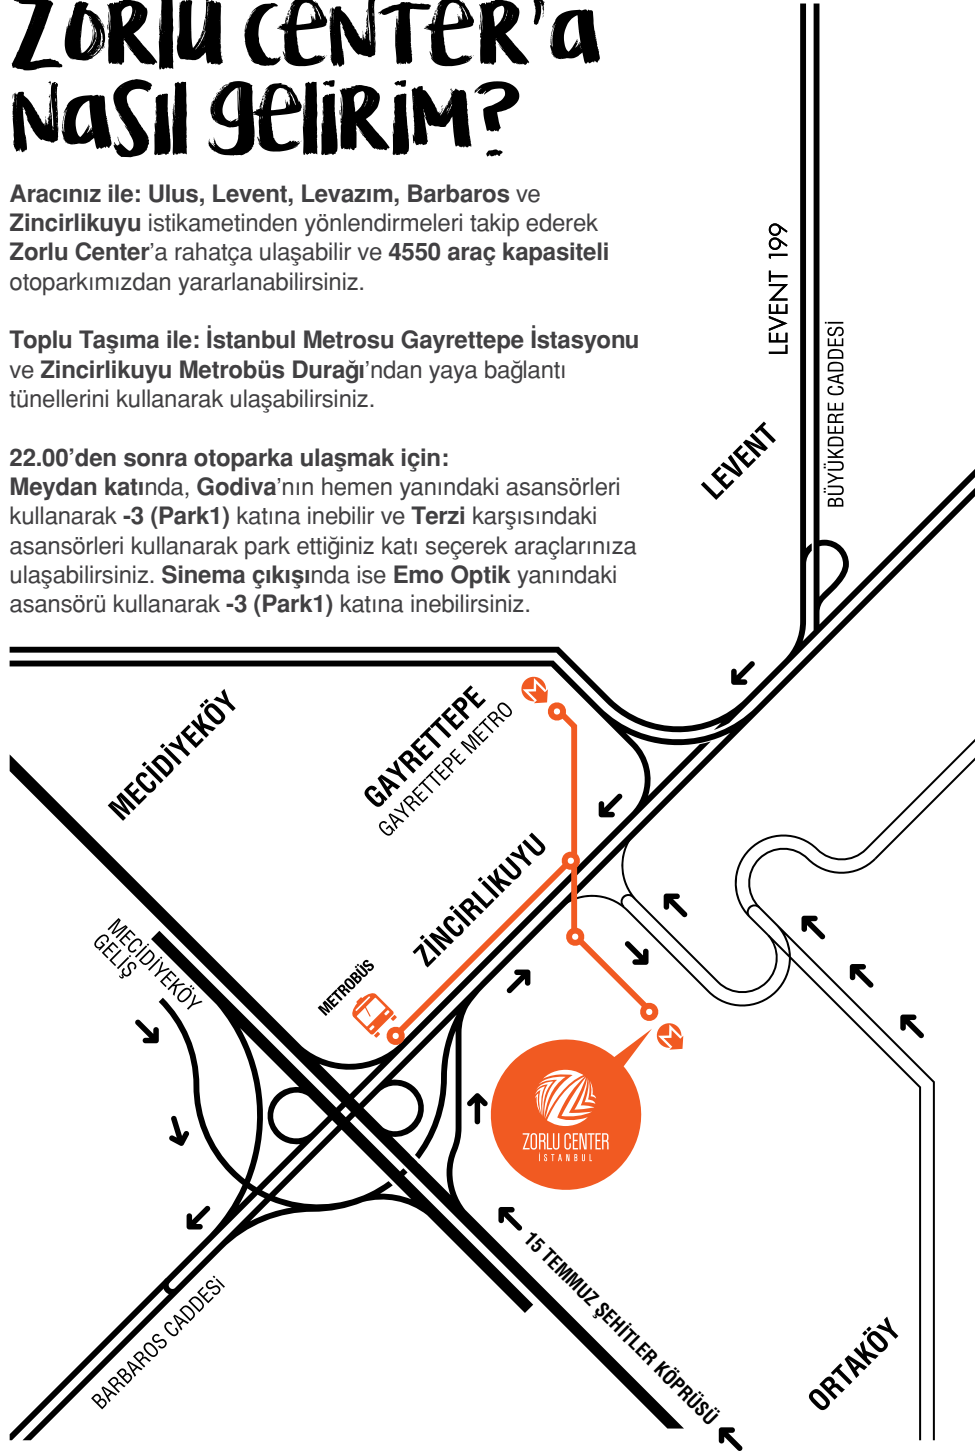 ZORLU CENTER'a
NaSIl gELİRİM?
Aracınız ile: Ulus, Levent, Levazım, Barbaros ve
Zincirlikuyu istikametinden yönlendirmeleri takip ederek
Zorlu Center'a rahatça ulaşabilir ve 4550 araç kapasiteli
otoparkımızdan yararlanabilirsiniz.
Toplu Taşıma ile: İstanbul Metrosu Gayrettepe İstasyonu
ve Zincirlikuyu Metrobüs Durağı'ndan yaya bağlantı
tünellerini kullanarak ulaşabilirsiniz.
22.00'den sonra otoparka ulaşmak için:
Meydan katında, Godiva'nın hemen yanındaki asansörleri
kullanarak -3 (Park1) katına inebilir ve Terzi karşısındaki
asansörleri kullanarak park ettiğiniz katı seçerek araçlarınıza
ulaşabilirsiniz. Sinema çıkışında ise Emo Optik yanındaki
asansörü kullanarak -3 (Park1) katına inebilirsiniz.
LEVENT 199
BÜYÜKDERE CADDESİ
LEVENT
MECİDİYEKÖY
GAYRETTEPE
GAYRETTEPE METRO
M
ZİNCİRLİKUYU
MECİDİYEKÖY
GELİŞ
METROBÜS
M
ZORLU CENTER
İSTANBUL
15 TEMMUZ ŞEHİTLER KÖPRÜSÜ
BARBAROS CADDESİ
ORTAKÖY